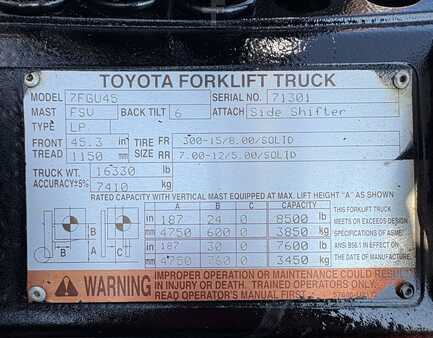 TOYOTA FORKLIFT TRUCK
MODEL 7FGU45 SERIAL NO. 71301
MAST FSV BACK TILT 6 ATTACH Side Shifter
TYPE LP
FRONT TREAD 45.3 in 1150 mm
TIRE SIZE FR 300-15/8.00/SOLID
RR 7.00-12/5.00/SOLID
TRUCK WT. 16330 lb
ACCURACY±5% 7410 kg
RATED CAPACITY WITH VERTICAL MAST EQUIPPED AT MAX. LIFT HEIGHT "A" AS SHOWN
A B C CAPACITY
in 187 24 0 8500 lb
mm 4750 600 0 3850 kg
in 187 30 0 7600 lb
mm 4750 760 0 3450 kg
A
B
C
THIS FORKLIFT TRUCK
MEETS OR EXCEEDS DESIGN
SPECIFICATIONS OF ASME/
ANSI B56.1 IN EFFECT ON
THE DATE OF MANUFACTURE.
WARNING
IMPROPER OPERATION OR MAINTENANCE COULD RESULT
IN INJURY OR DEATH. TRAINED OPERATORS ONLY.
READ OPERATOR'S MANUAL FIRST.